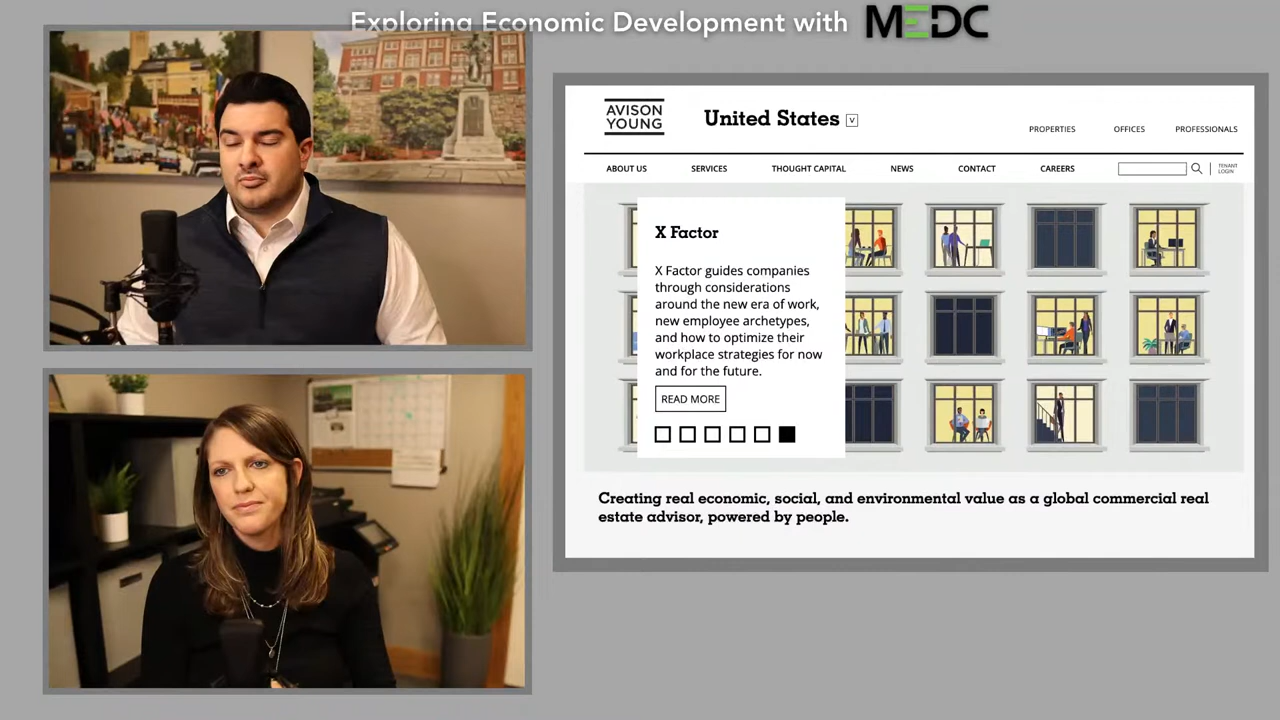 Exploring Economic Development with MEDC
AVISON
YOUNG
United States
V
PROPERTIES
OFFICES
PROFESSIONALS
ABOUT US
SERVICES
THOUGHT CAPITAL
NEWS
CONTACT
CAREERS
TENANT
LOGIN
X Factor
X Factor guides companies
through considerations
around the new era of work,
new employee archetypes,
and how to optimize their
workplace strategies for now
and for the future.
READ MORE
Creating real economic, social, and environmental value as a global commercial real
estate advisor, powered by people.